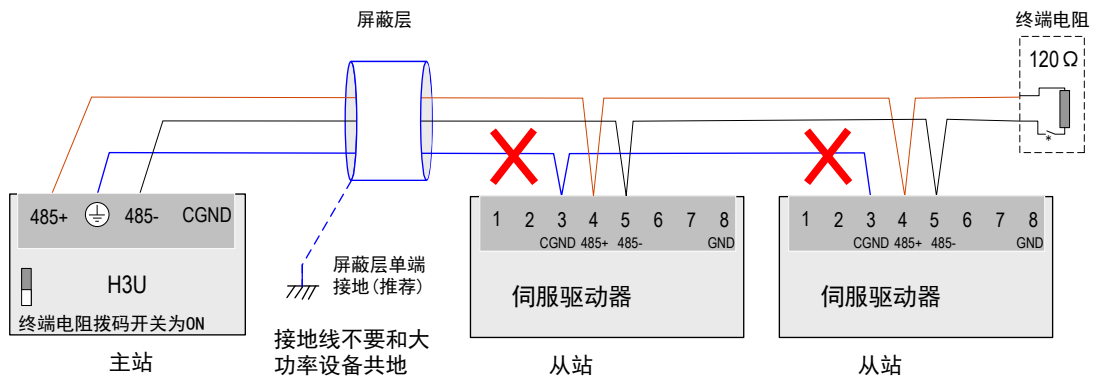 屏蔽层
终端电阻
120Ω
485+ 485- CGND
H3U
终端电阻拨码开关为ON
主站
屏蔽层单端
接地(推荐)
接地线不要和大
功率设备共地
1 2 3 4 5 6 7 8
CGND 485+ 485- GND
伺服驱动器
从站
1 2 3 4 5 6 7 8
CGND 485+ 485- GND
伺服驱动器
从站
*